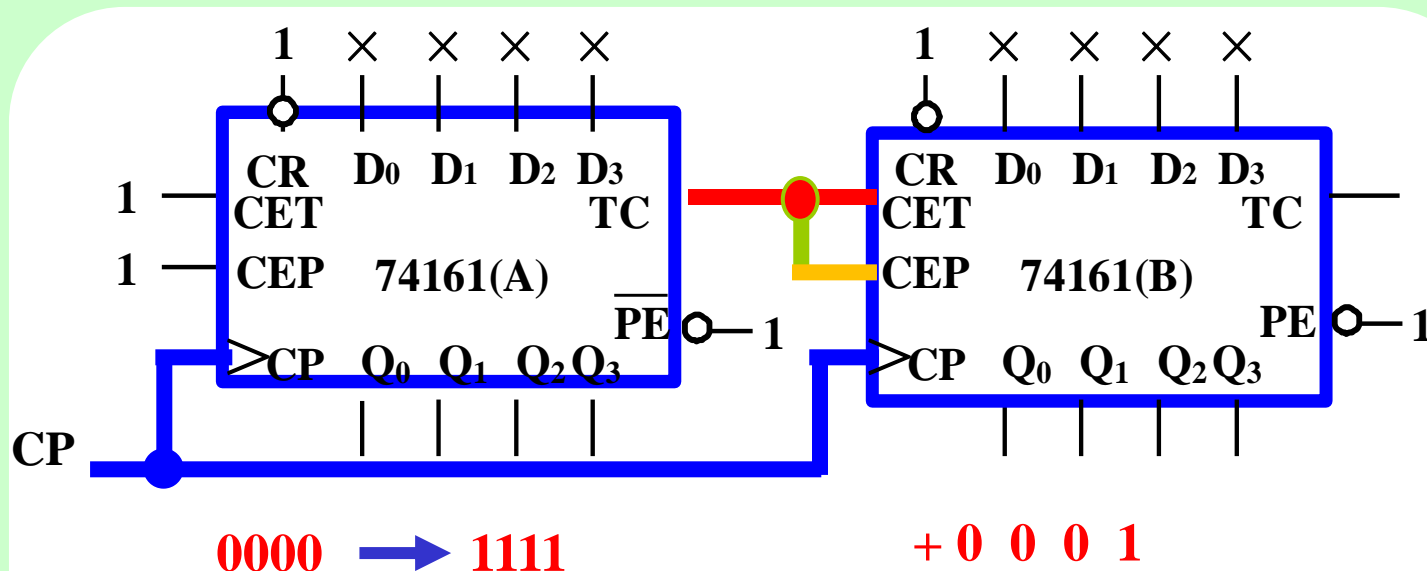 1 × × × × 1 × × × ×
CR D₀ D₁ D₂ D₃ CR D₀ D₁ D₂ D₃
1 CET TC CET TC
1 CEP 74161(A) CEP 74161(B)
P̅E̅ 1 PE 1
CP Q₀ Q₁ Q₂ Q₃ CP Q₀ Q₁ Q₂ Q₃
CP
0000 → 1111 + 0 0 0 1